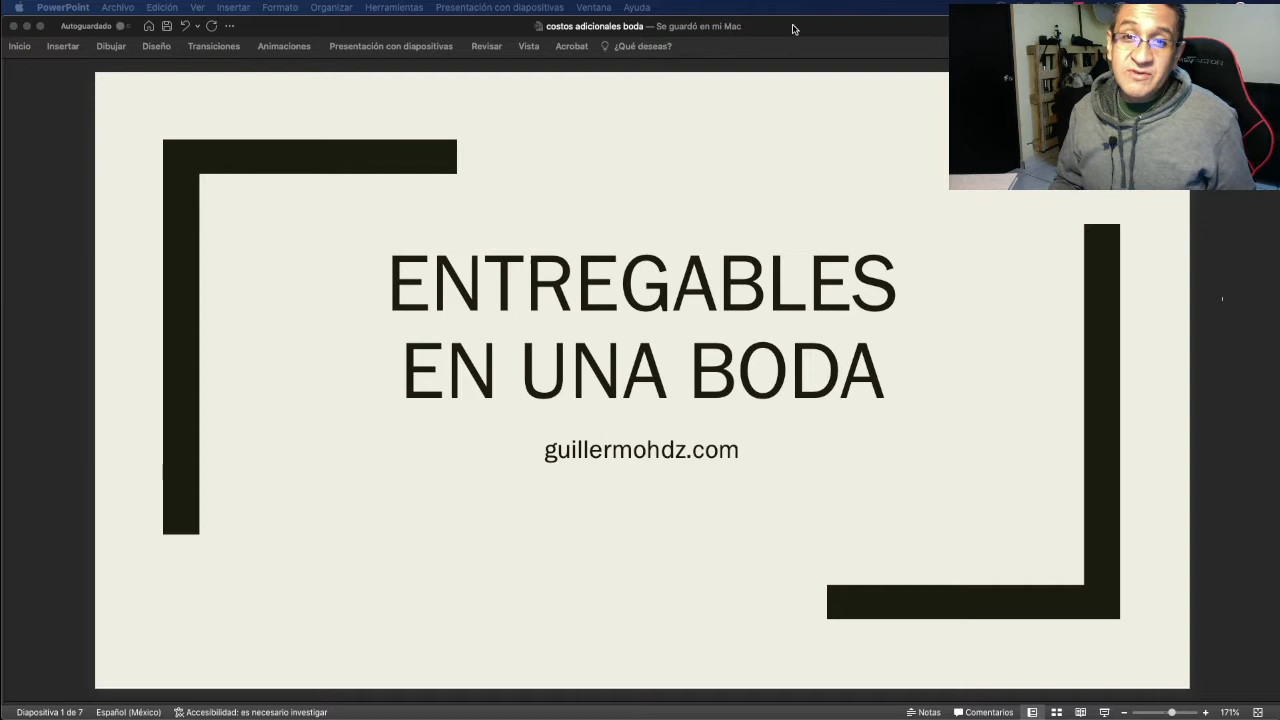 PowerPoint Archivo Edición Ver Insertar Formato Organizar Herramientas Presentación con diapositivas Ventana Ayuda
Autoguardado
costos adicionales boda — Se guardó en mi Mac
Inicio Insertar Dibujar Diseño Transiciones Animaciones Presentación con diapositivas Revisar Vista Acrobat ¿Qué deseas?
ENTREGABLES
EN UNA BODA
guillermohdz.com
Diapositiva 1 de 7 Español (México) Accesibilidad: es necesario investigar Notas Comentarios 171%